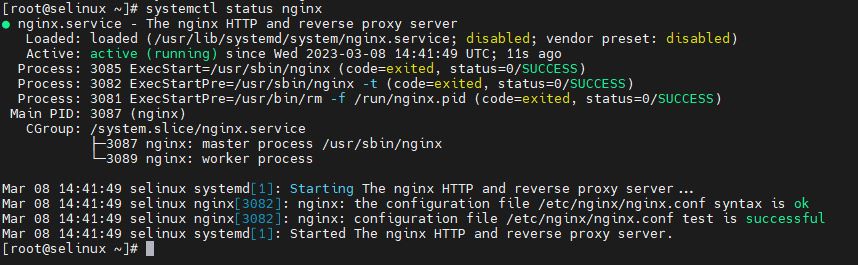 [root@selinux ~]# systemctl status nginx
● nginx.service - The nginx HTTP and reverse proxy server
   Loaded: loaded (/usr/lib/systemd/system/nginx.service; disabled; vendor preset: disabled)
   Active: active (running) since Wed 2023-03-08 14:41:49 UTC; 11s ago
  Process: 3085 ExecStart=/usr/sbin/nginx (code=exited, status=0/SUCCESS)
  Process: 3082 ExecStartPre=/usr/sbin/nginx -t (code=exited, status=0/SUCCESS)
  Process: 3081 ExecStartPre=/usr/bin/rm -f /run/nginx.pid (code=exited, status=0/SUCCESS)
 Main PID: 3087 (nginx)
   CGroup: /system.slice/nginx.service
           ├─3087 nginx: master process /usr/sbin/nginx
           └─3089 nginx: worker process

Mar 08 14:41:49 selinux systemd[1]: Starting The nginx HTTP and reverse proxy server...
Mar 08 14:41:49 selinux nginx[3082]: nginx: the configuration file /etc/nginx/nginx.conf syntax is ok
Mar 08 14:41:49 selinux nginx[3082]: nginx: configuration file /etc/nginx/nginx.conf test is successful
Mar 08 14:41:49 selinux systemd[1]: Started The nginx HTTP and reverse proxy server.
[root@selinux ~]#